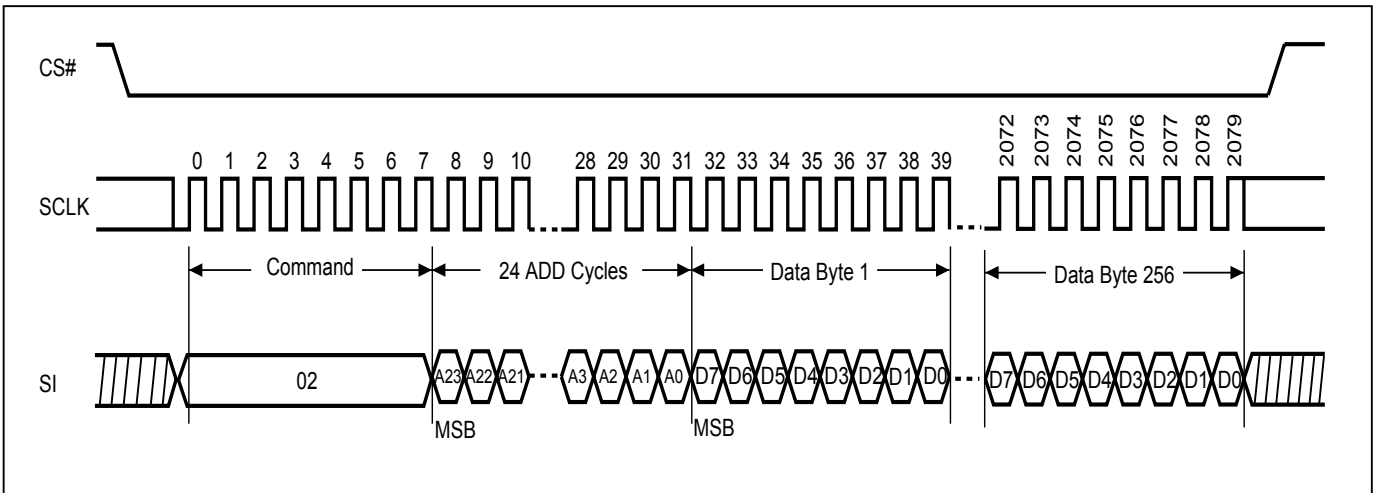 CS#
2072 2073 2074 2075 2076 2077 2078 2079
0 1 2 3 4 5 6 7 8 9 10 28 29 30 31 32 33 34 35 36 37 38 39
SCLK
Command 24 ADD Cycles Data Byte 1 Data Byte 256
SI 02 A23 A22 A21 A3 A2 A1 A0 D7 D6 D5 D4 D3 D2 D1 D0 D7 D6 D5 D4 D3 D2 D1 D0
MSB MSB